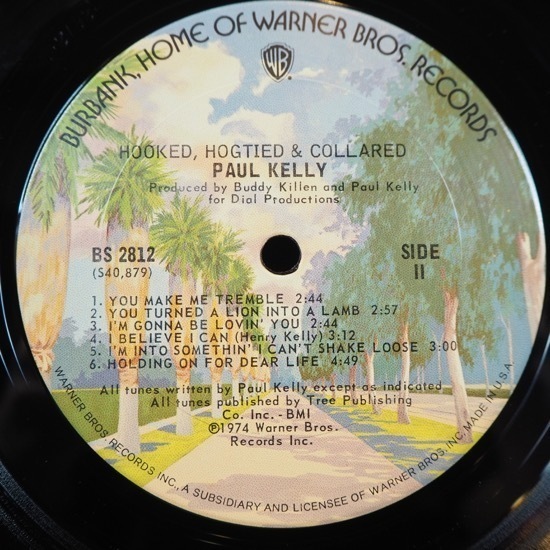 BURBANK, HOME OF WARNER BROS. RECORDS
WB
HOOKED, HOGTIED & COLLARED
PAUL KELLY
Produced by Buddy Killen and Paul Kelly
for Dial Productions
BS 2812
(S40,879)
SIDE
II
1. YOU MAKE ME TREMBLE 2:44
2. YOU TURNED A LION INTO A LAMB 2:57
3. I'M GONNA BE LOVIN' YOU 2:44
4. I BELIEVE I CAN (Henry Kelly) 3:12
5. I'M INTO SOMETHIN' I CAN'T SHAKE LOOSE 3:00
6. HOLDING ON FOR DEAR LIFE 4:49
All tunes written by Paul Kelly except as indicated
All tunes published by Tree Publishing
Co. Inc. - BMI
Ⓟ©1974 Warner Bros.
Records Inc.
WARNER BROS. RECORDS INC., A SUBSIDIARY AND LICENSEE OF WARNER BROS. INC. MADE IN U.S.A.